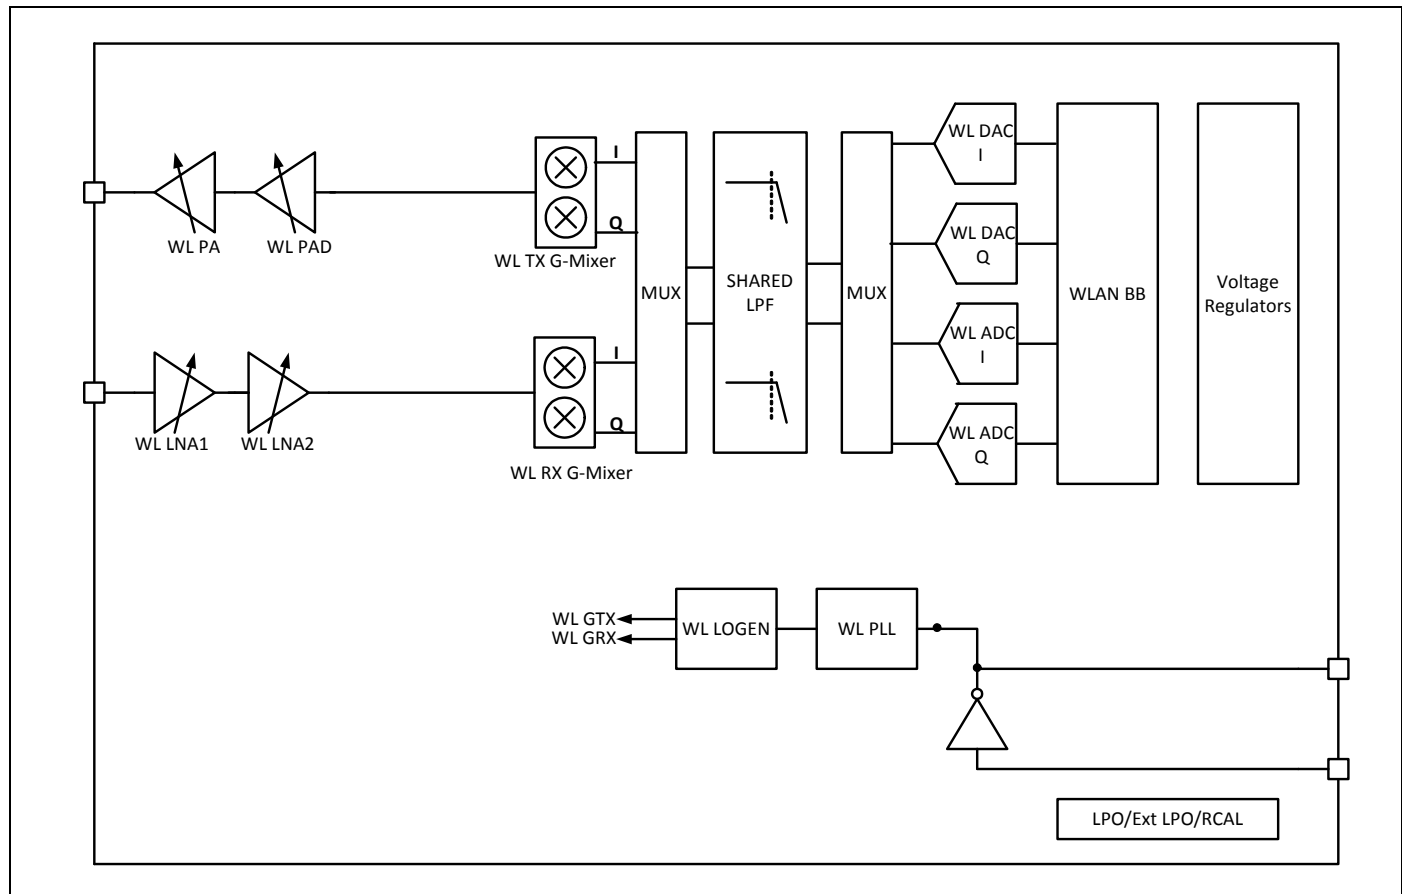 WL DAC
I
WL PA
WL PAD
I
Q
WL TX G-Mixer
MUX
SHARED
LPF
MUX
WL DAC
Q
WLAN BB
Voltage
Regulators
WL LNA1
WL LNA2
I
Q
WL RX G-Mixer
WL ADC
I
WL ADC
Q
WL GTX
WL GRX
WL LOGEN
WL PLL
LPO/Ext LPO/RCAL